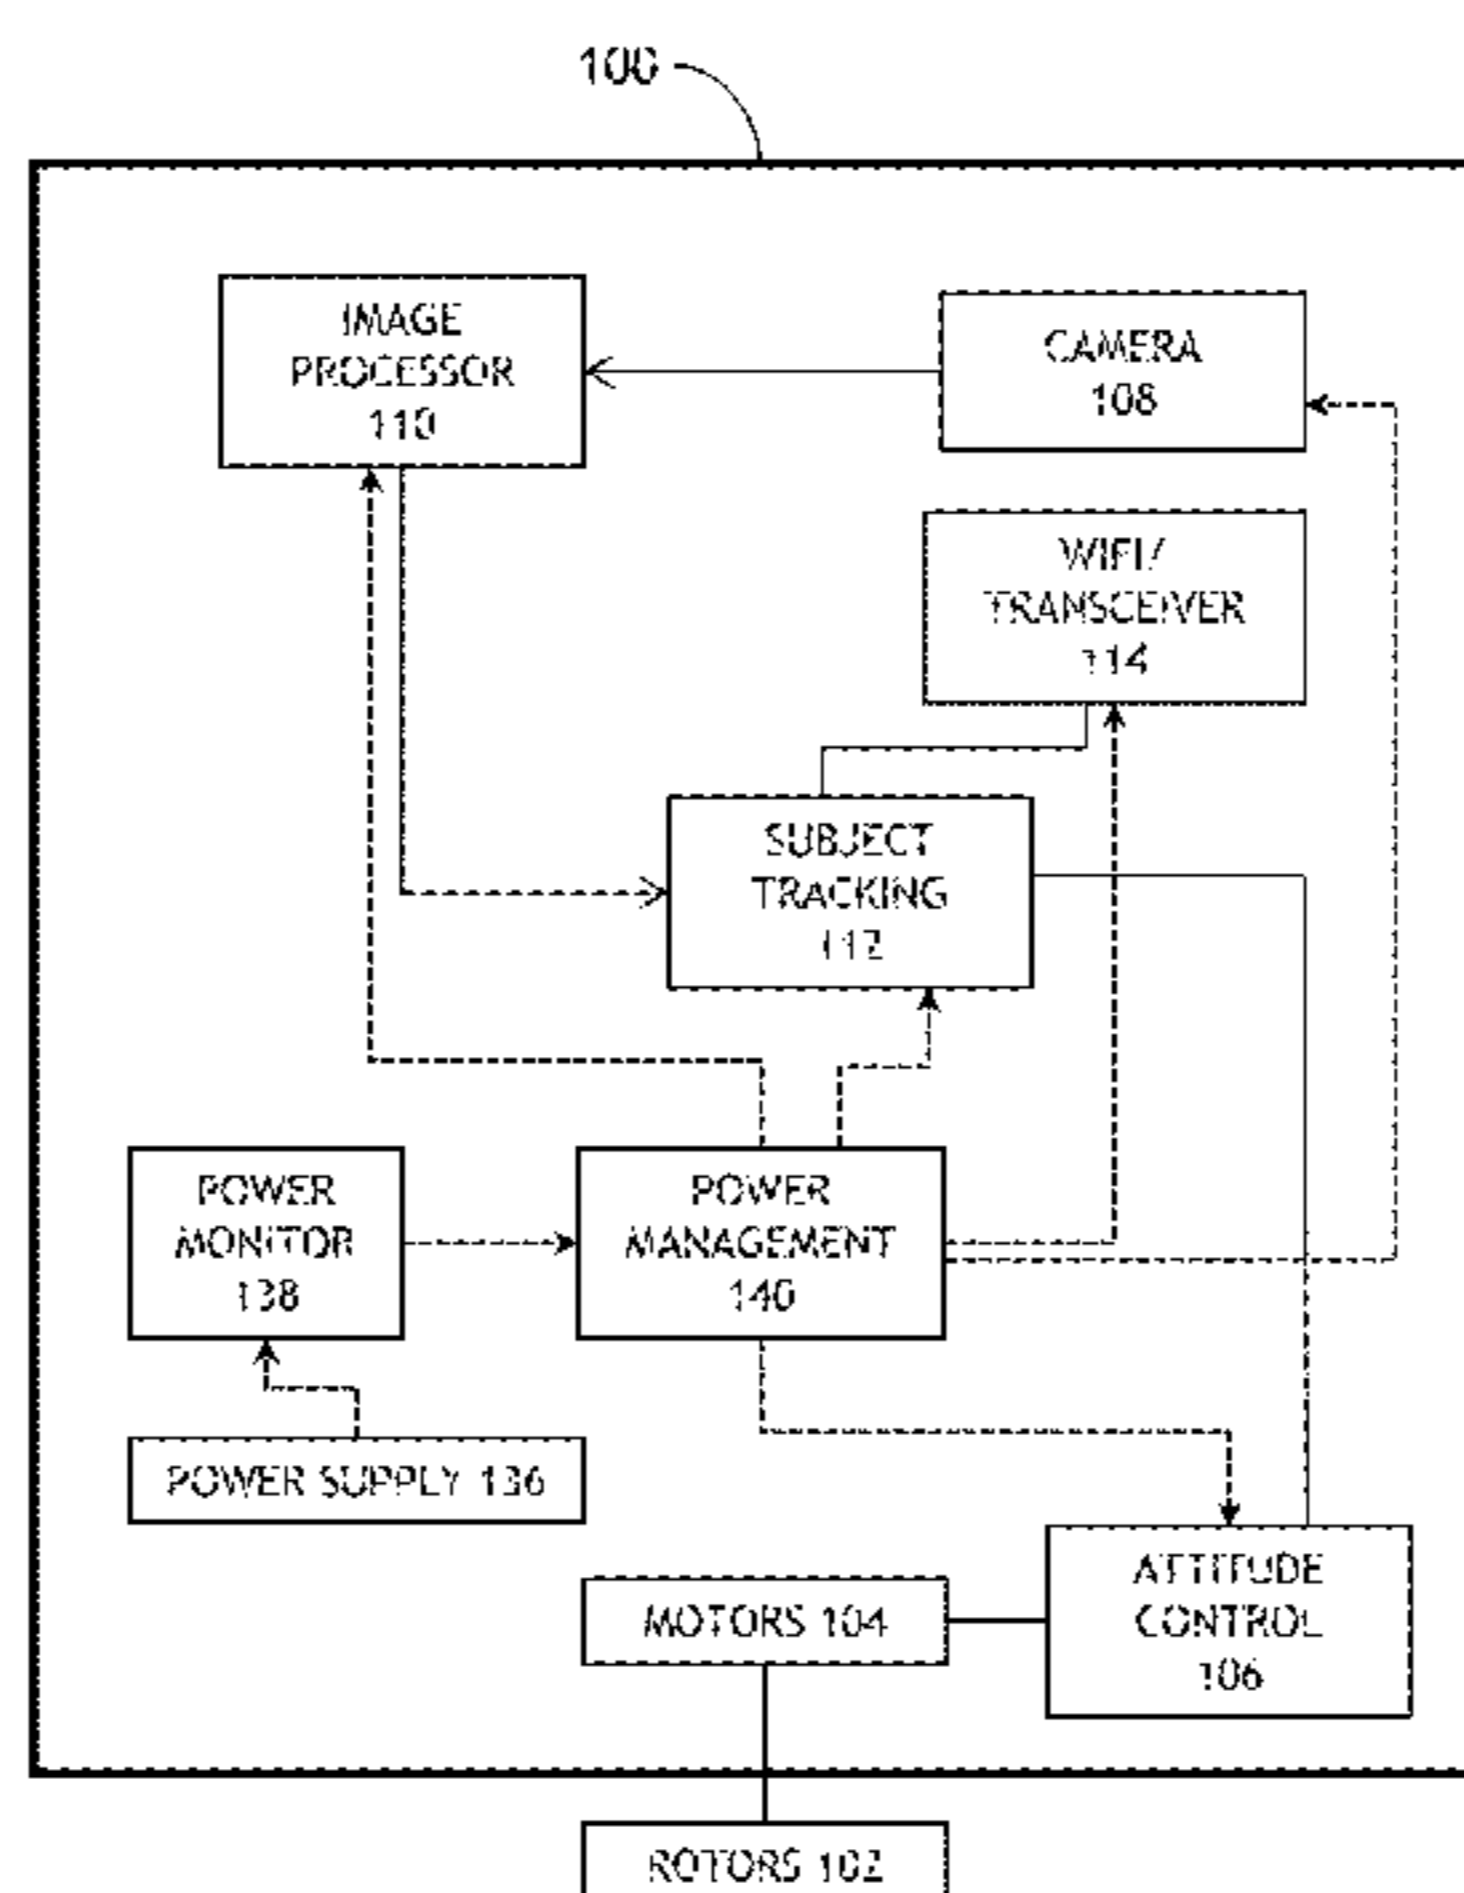 100
IMAGE
PROCESSOR
110
CAMERA
108
WIFI/
TRANSCEIVER
114
SUBJECT
TRACKING
112
POWER
MONITOR
138
POWER
MANAGEMENT
140
POWER SUPPLY 136
ATTITUDE
CONTROL
106
MOTORS 104
ROTORS 102